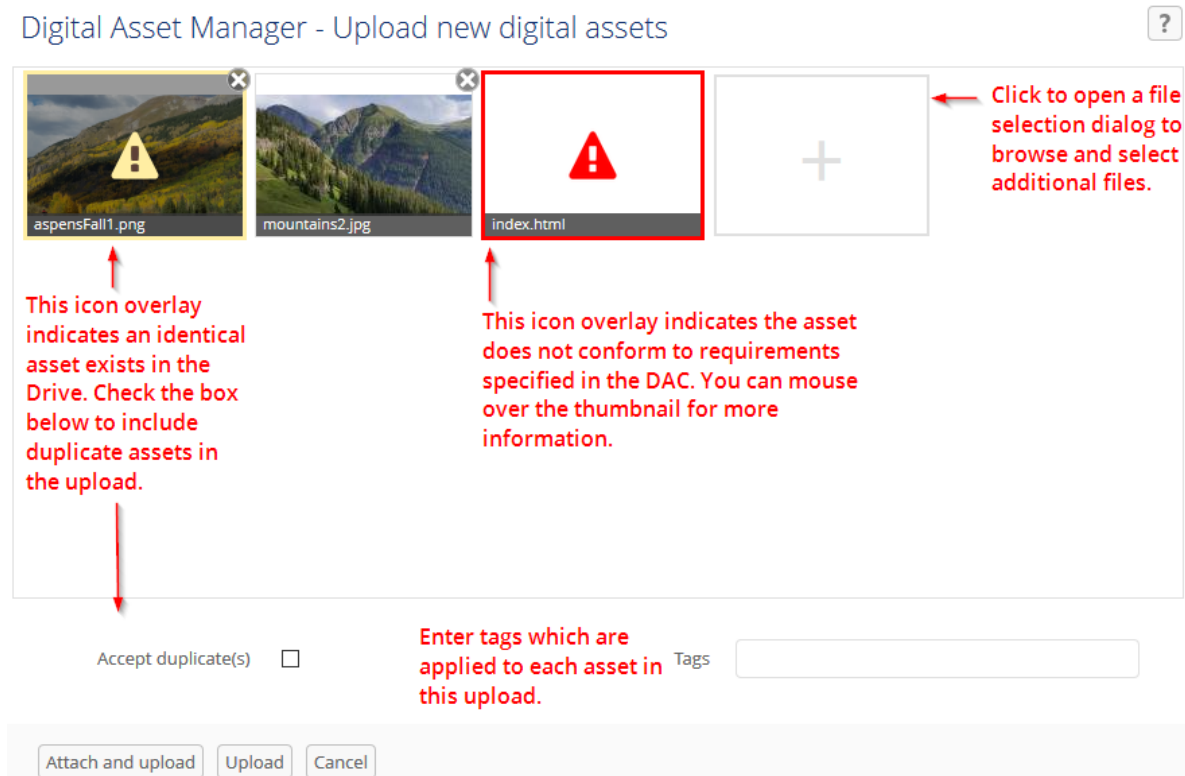 Digital Asset Manager - Upload new digital assets
?
aspensFall1.png
mountains2.jpg
index.html
Click to open a file
selection dialog to
browse and select
additional files.
This icon overlay
indicates an identical
asset exists in the
Drive. Check the box
below to include
duplicate assets in
the upload.
This icon overlay indicates the asset
does not conform to requirements
specified in the DAC. You can mouse
over the thumbnail for more
information.
Accept duplicate(s)
Enter tags which are
applied to each asset in
this upload.
Tags
Attach and upload
Upload
Cancel